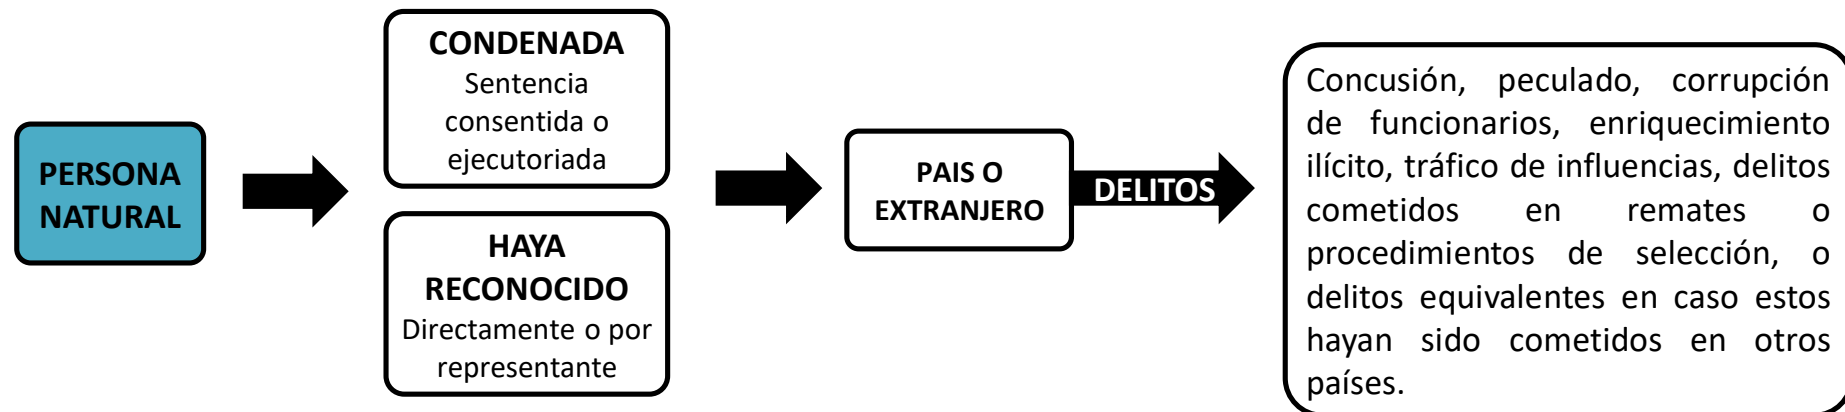 PERSONA
NATURAL
CONDENADA
Sentencia
consentida o
ejecutoriada
HAYA
RECONOCIDO
Directamente o por
representante
PAIS O
EXTRANJERO
DELITOS
Concusión, peculado, corrupción
de funcionarios, enriquecimiento
ilícito, tráfico de influencias, delitos
cometidos en remates o
procedimientos de selección, o
delitos equivalentes en caso estos
hayan sido cometidos en otros
países.